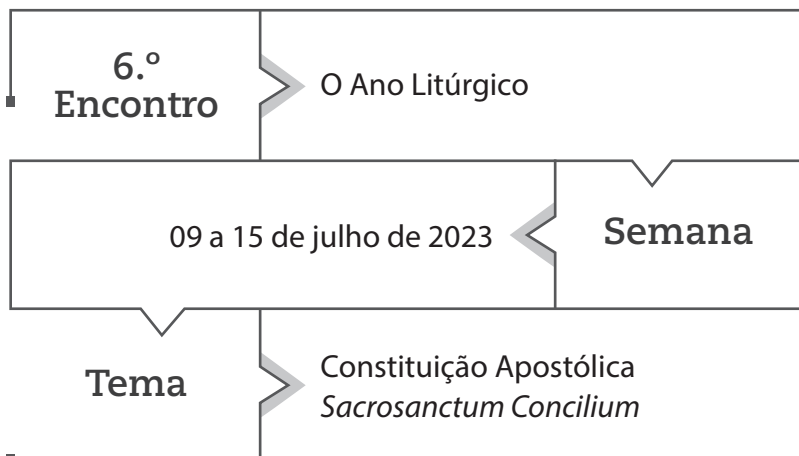 6.º
Encontro
O Ano Litúrgico
09 a 15 de julho de 2023
Semana
Tema
Constituição Apostólica
Sacrosanctum Concilium